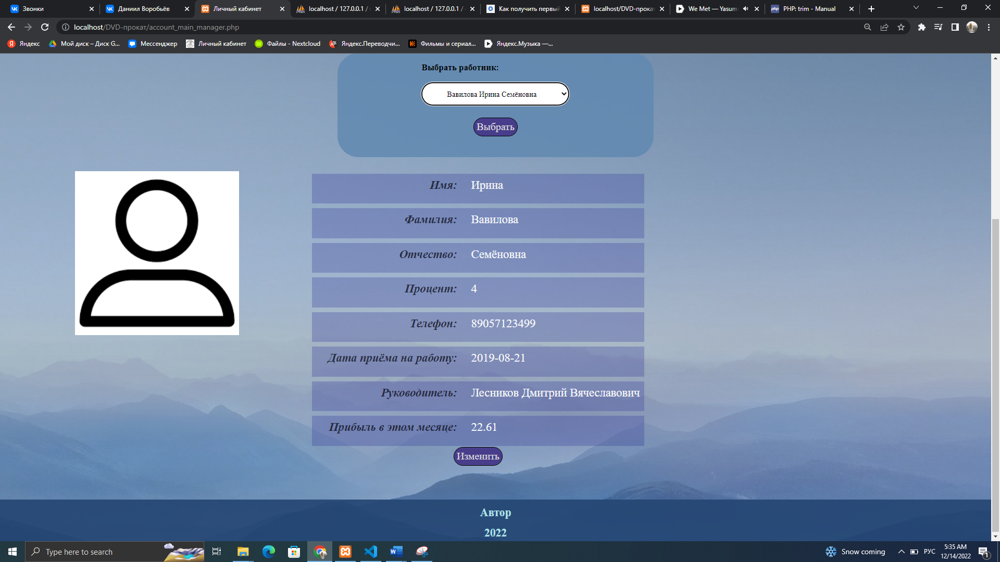 Звонки
Даниил Воробьёв
Личный кабинет
localhost / 127.0.0.1 /
localhost / 127.0.0.1 /
Как получить первый
localhost/DVD-прокат
We Met — Yasum
PHP: trim - Manual
localhost/DVD-прокат/account_main_manager.php
Яндекс
Мой диск – Диск G...
Мессенджер
Личный кабинет
Файлы - Nextcloud
Яндекс.Переводчи...
Фильмы и сериал...
Яндекс.Музыка —...
Выбрать работник:
Вавилова Ирина Семёновна
Выбрать
Имя: Ирина
Фамилия: Вавилова
Отчество: Семёновна
Процент: 4
Телефон: 89057123499
Дата приёма на работу: 2019-08-21
Руководитель: Лесников Дмитрий Вячеславович
Прибыль в этом месяце: 22.61
Изменить
Автор
2022
Type here to search
Snow coming
РУС
5:35 AM
12/14/2022
1